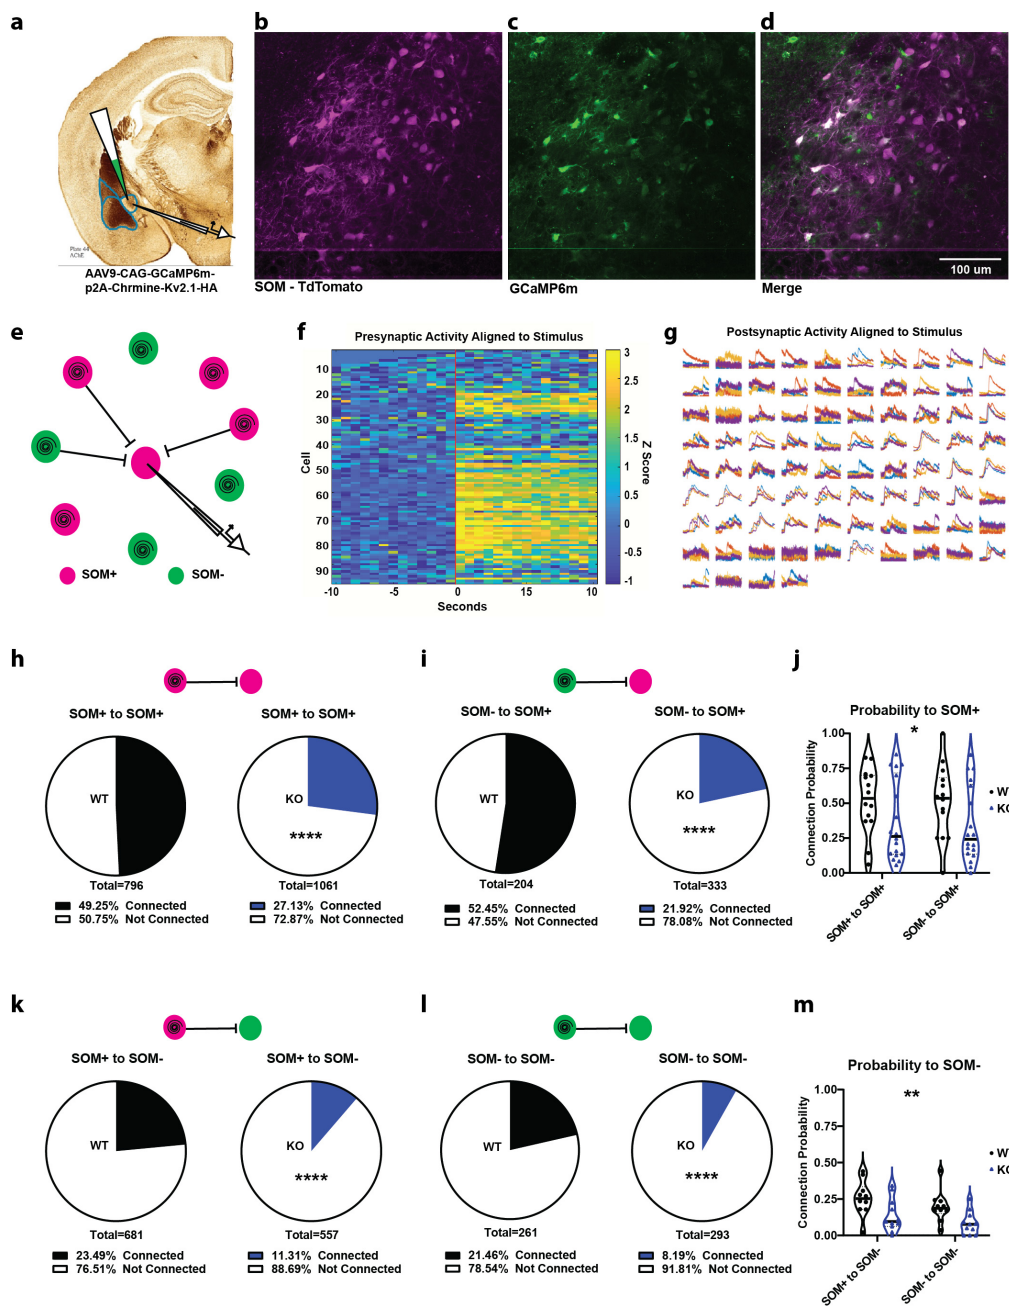 a
b
c
d
Plate 44
AChE
AAV9-CAG-GCaMP6m-
p2A-Chrmine-Kv2.1-HA
SOM - TdTomato
GCaMP6m
Merge
100 um
e
SOM+
SOM-
f
Presynaptic Activity Aligned to Stimulus
10
20
30
40
50
60
70
80
90
Cell
-10
-5
0
15
10
Seconds
3
2.5
2
1.5
1
0.5
0
-0.5
-1
Z Score
g
Postsynaptic Activity Aligned to Stimulus
h
SOM+ to SOM+
WT
Total=796
49.25% Connected
50.75% Not Connected
SOM+ to SOM+
KO
****
Total=1061
27.13% Connected
72.87% Not Connected
i
SOM- to SOM+
WT
Total=204
52.45% Connected
47.55% Not Connected
SOM- to SOM+
KO
****
Total=333
21.92% Connected
78.08% Not Connected
j
Probability to SOM+
*
1.00
0.75
0.50
0.25
0.00
Connection Probability
SOM+ to SOM+
SOM- to SOM+
W
KO
k
SOM+ to SOM-
WT
Total=681
23.49% Connected
76.51% Not Connected
SOM+ to SOM-
KO
****
Total=557
11.31% Connected
88.69% Not Connected
l
SOM- to SOM-
WT
Total=261
21.46% Connected
78.54% Not Connected
SOM- to SOM-
KO
****
Total=293
8.19% Connected
91.81% Not Connected
m
Probability to SOM-
**
1.00
0.75
0.50
0.25
0.00
Connection Probability
SOM+ to SOM-
SOM- to SOM-
W
KO